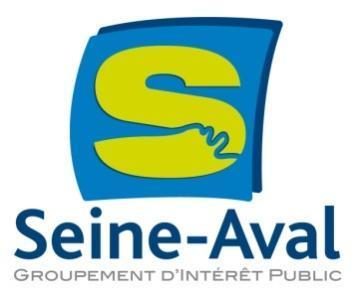 S
Seine-Aval
GROUPEMENT D'INTÉRÊT PUBLIC